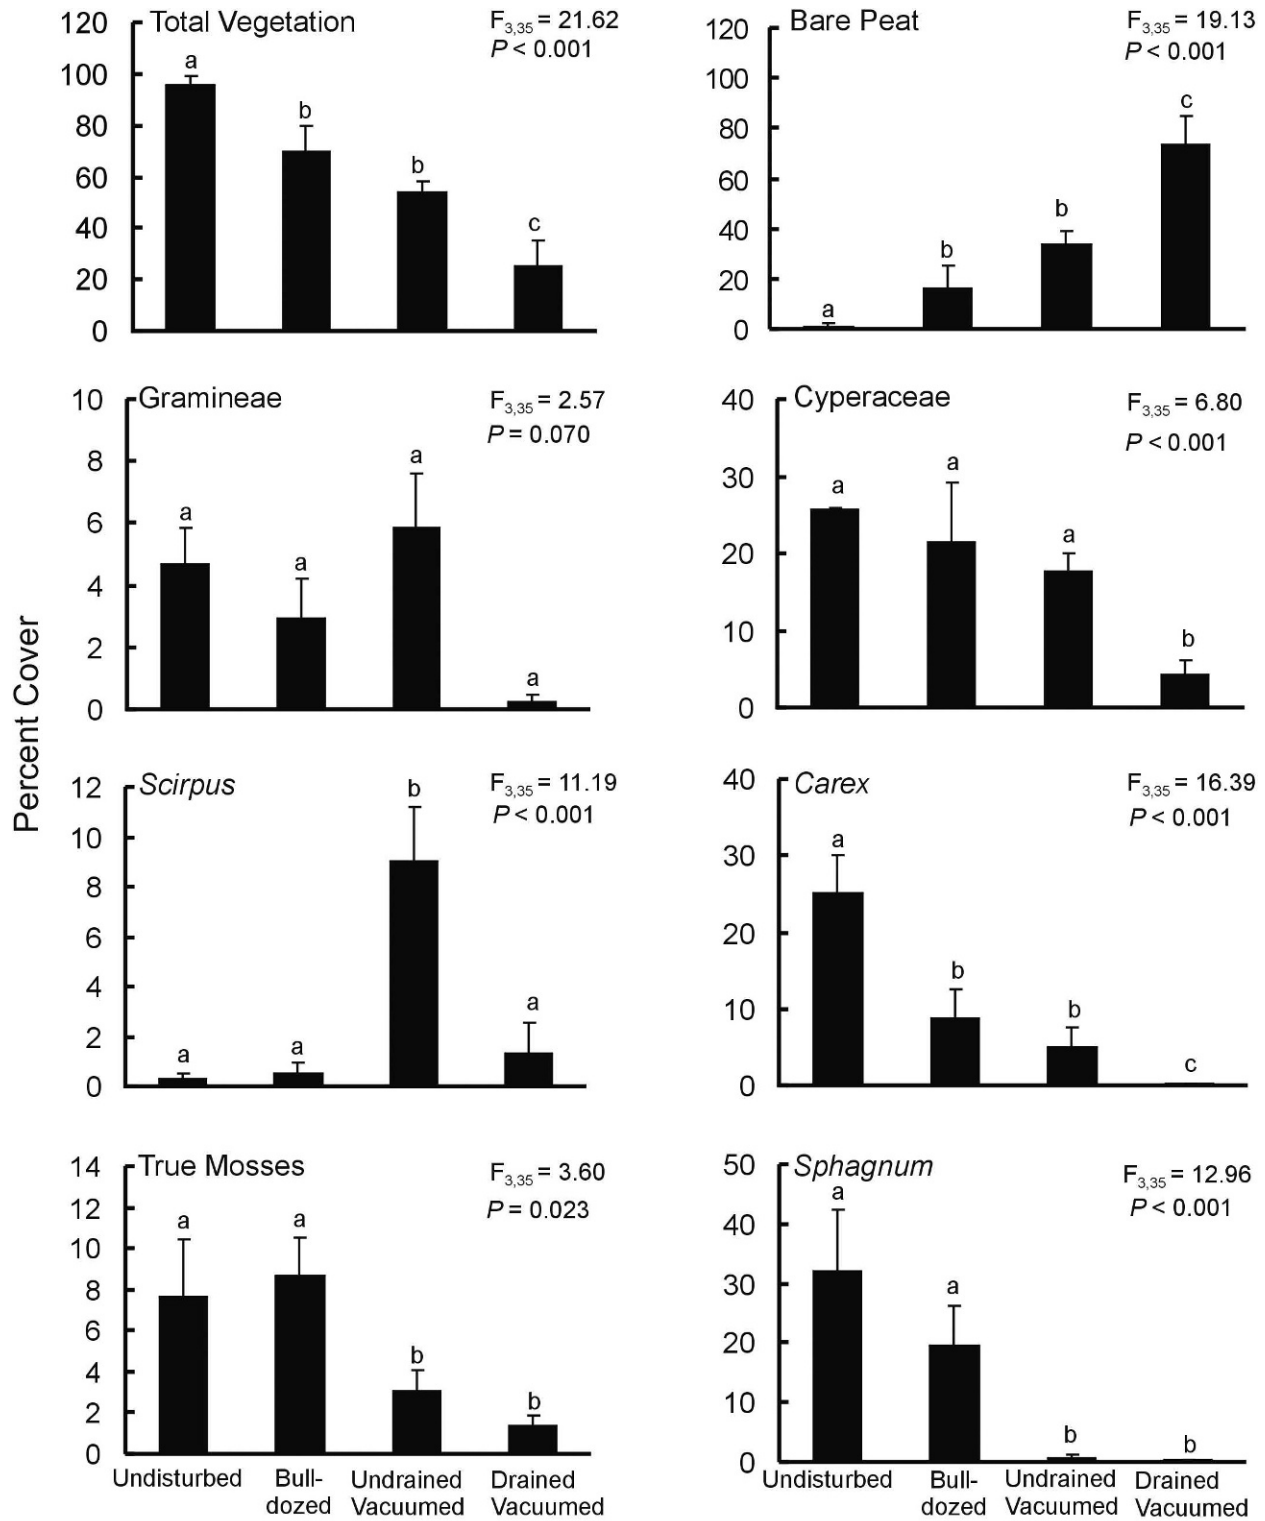 Percent Cover
Total Vegetation
F3,35 = 21.62
P < 0.001
120
100
80
60
40
20
0
a
b
b
c
Bare Peat
F3,35 = 19.13
P < 0.001
120
100
80
60
40
20
0
a
b
b
c
Gramineae
F3,35 = 2.57
P = 0.070
10
8
6
4
2
0
a
a
a
a
Cyperaceae
F3,35 = 6.80
P < 0.001
40
30
20
10
0
a
a
a
b
Scirpus
F3,35 = 11.19
P < 0.001
12
10
8
6
4
2
0
a
a
b
a
Carex
F3,35 = 16.39
P < 0.001
40
30
20
10
0
a
b
b
c
True Mosses
F3,35 = 3.60
P = 0.023
14
12
10
8
6
4
2
0
a
a
b
b
Undisturbed
Bull-
dozed
Undrained
Vacuumed
Drained
Vacuumed
Sphagnum
F3,35 = 12.96
P < 0.001
50
40
30
20
10
0
a
a
b
b
Undisturbed
Bull-
dozed
Undrained
Vacuumed
Drained
Vacuumed